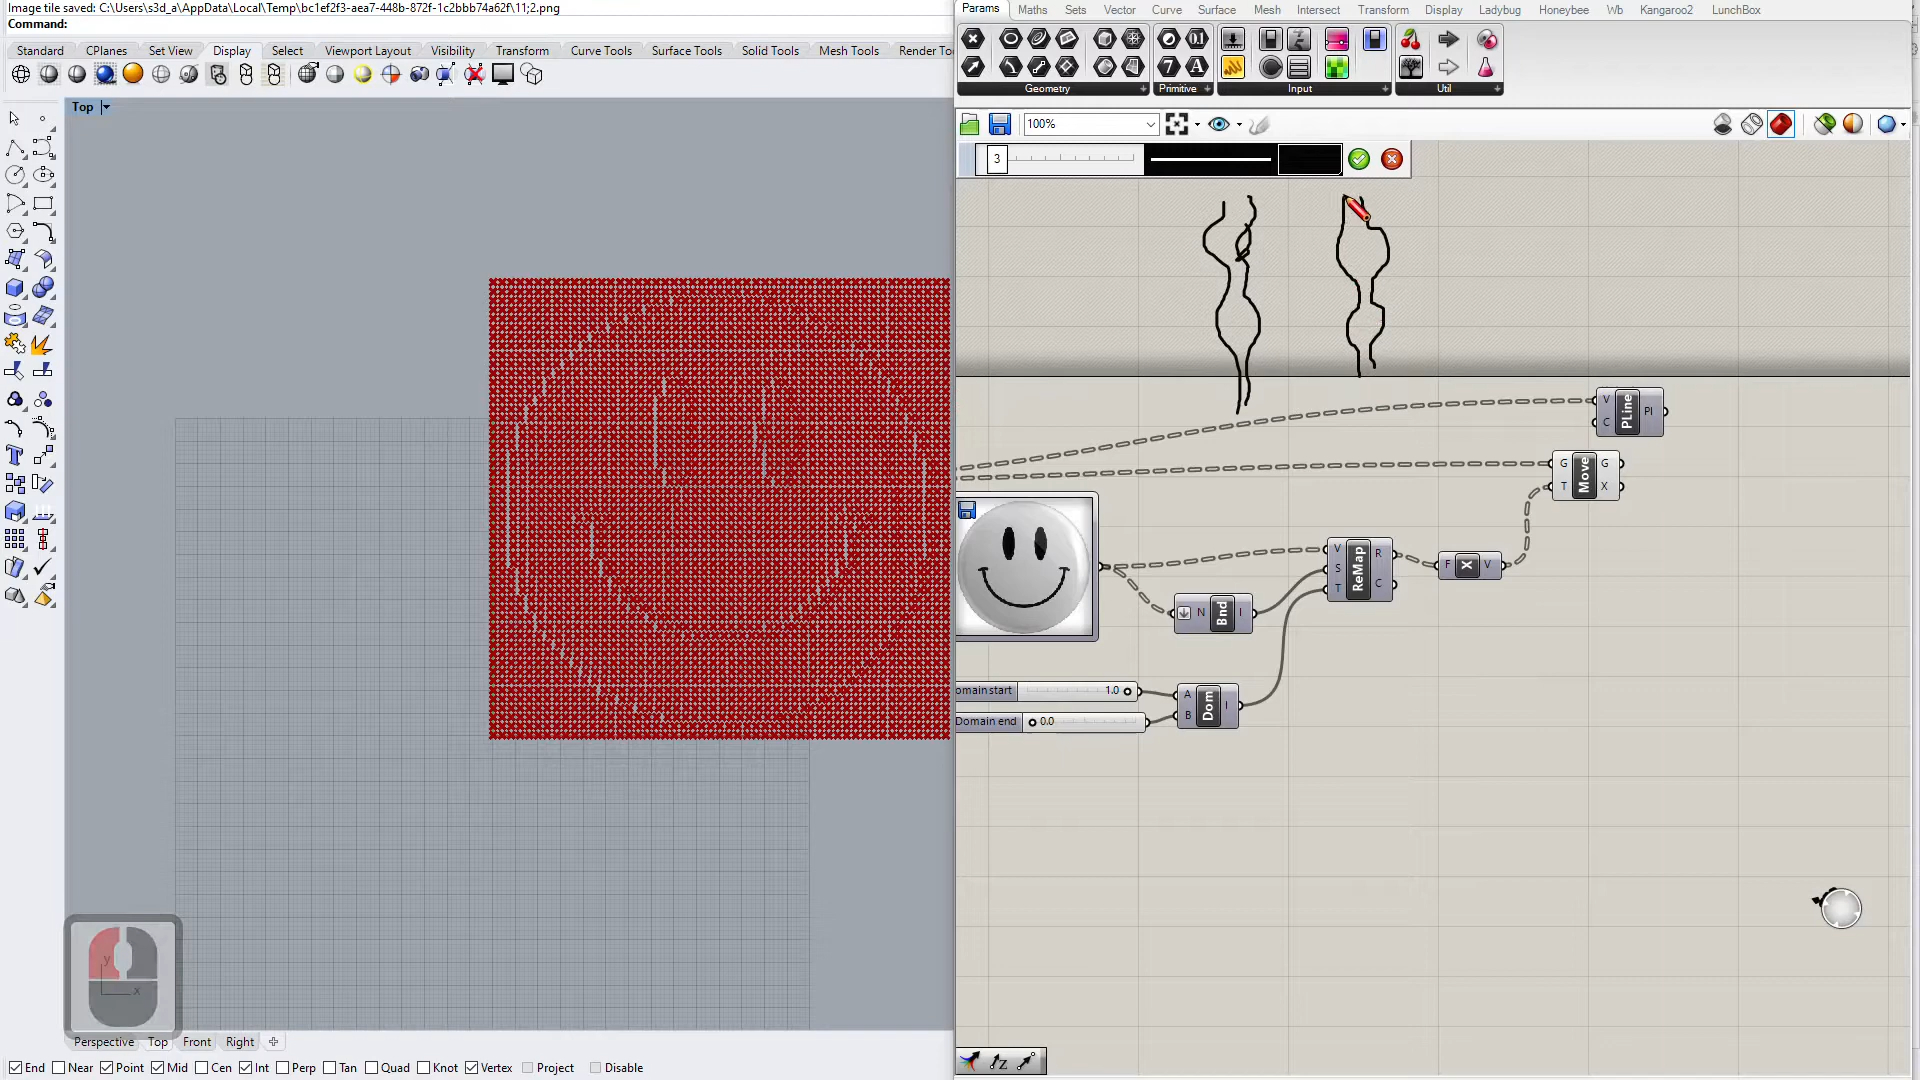 Image tile saved: C:\Users\s3d_a\AppData\Local\Temp\bc1ef2f3-aea7-448b-872f-1c2bbb74a62f\11;2.png
Command:
Standard CPlanes Set View Display Select Viewport Layout Visibility Transform Curve Tools Surface Tools Solid Tools Mesh Tools Render To
Params Maths Sets Vector Curve Surface Mesh Intersect Transform Display Ladybug Honeybee Wb Kangaroo2 LunchBox
Geometry Primitive Input Util
Top
100%
3
V C PLine Pl
G T Move G X
V S T ReMap R C
F X V
N Bnd I
omain start 1.0
Domain end 0.0
A B Dom I
y
x
Perspective Top Front Right
End Near Point Mid Cen Int Perp Tan Quad Knot Vertex Project Disable